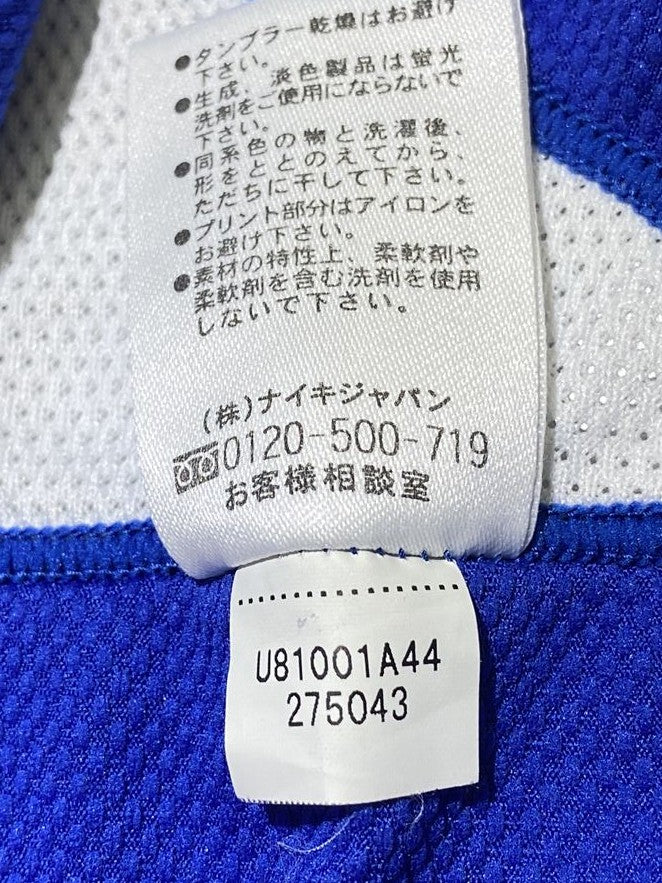 ●タンブラー乾燥はお避け
下さい。
●生成、淡色製品は蛍光
洗剤をご使用にならないで
下さい。
●同系色の物と洗濯後、
形をととのえてから、
ただちに干して下さい。
●プリント部分はアイロンを
お避け下さい。
●素材の特性上、柔軟剤や
柔軟剤を含む洗剤を使用
しないで下さい。
(株)ナイキジャパン
0120-500-719
お客様相談室
U81001A44
275043